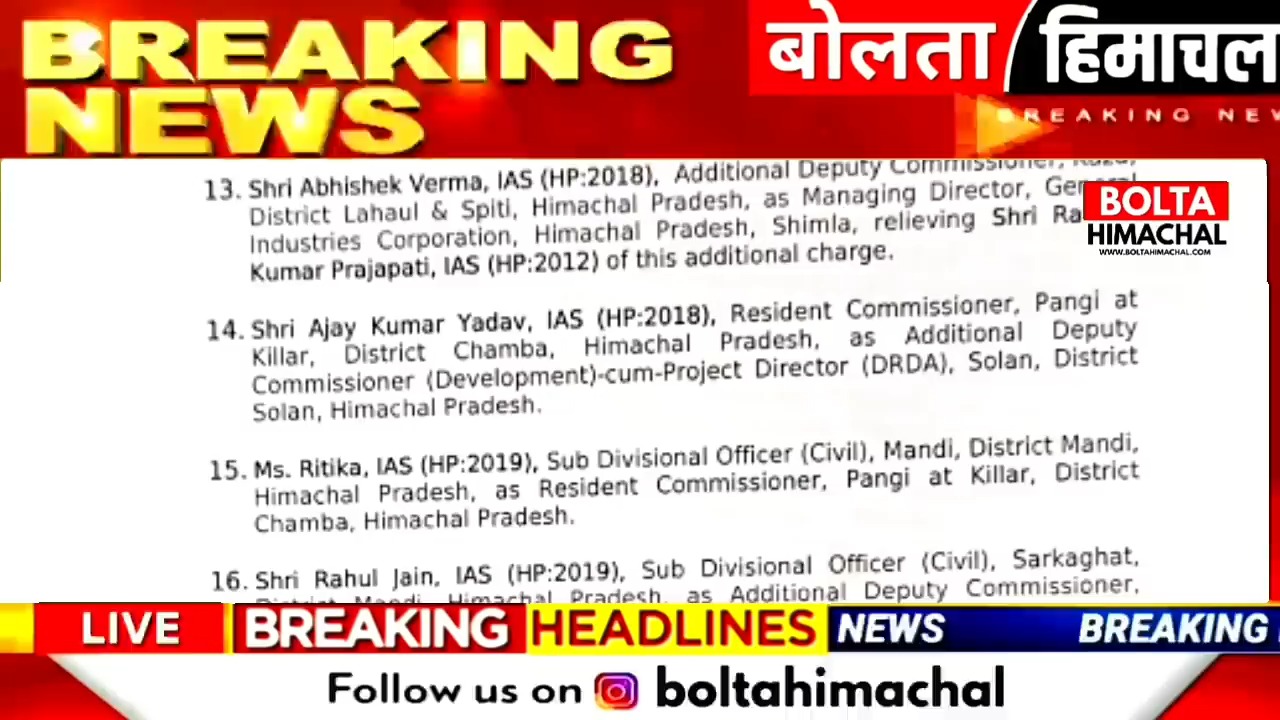 BREAKING
NEWS
बोलता हिमाचल
BREAKING NEW
13. Shri Abhishek Verma, IAS (HP:2018), Additional Deputy Commissioner, Kaza,
District Lahaul & Spiti, Himachal Pradesh, as Managing Director, General
Industries Corporation, Himachal Pradesh, Shimla, relieving Shri
Kumar Prajapati, IAS (HP:2012) of this additional charge.
BOLTA
HIMACHAL
WWW.BOLTAHIMACHAL.COM
14. Shri Ajay Kumar Yadav, IAS (HP:2018), Resident Commissioner, Pangi at
Killar, District Chamba, Himachal Pradesh, as Additional Deputy
Commissioner (Development)-cum-Project Director (DRDA), Solan, District
Solan, Himachal Pradesh.
15. Ms. Ritika, IAS (HP:2019), Sub Divisional Officer (Civil), Mandi, District Mandi,
Himachal Pradesh, as Resident Commissioner, Pangi at Killar, District
Chamba, Himachal Pradesh.
16. Shri Rahul Jain, IAS (HP:2019), Sub Divisional Officer (Civil), Sarkaghat,
District Mandi, Himachal Pradesh, as Additional Deputy Commissioner,
LIVE BREAKING HEADLINES NEWS BREAKING
Follow us on boltahimachal